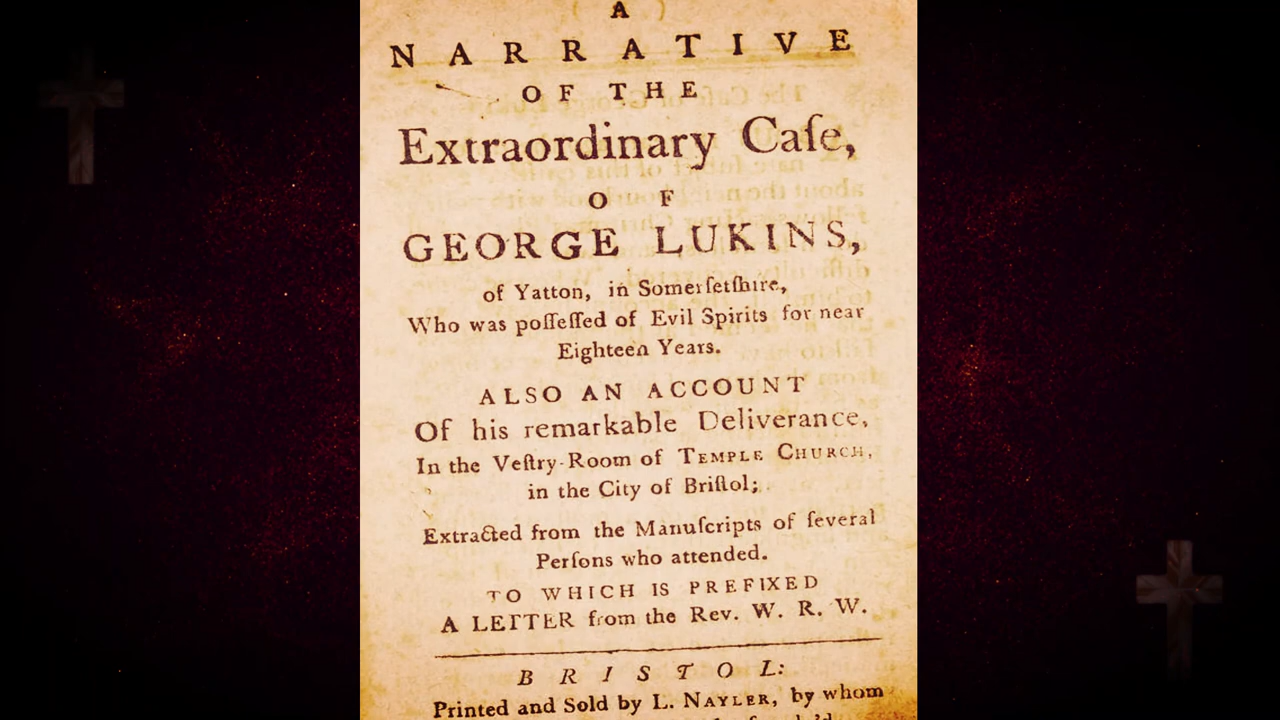 A
NARRATIVE
OF THE
Extraordinary Caſe,
OF
GEORGE LUKINS,
of Yatton, in Somerſetſhire,
Who was poſſeſſed of Evil Spirits for near
Eighteen Years.
ALSO AN ACCOUNT
Of his remarkable Deliverance,
In the Veſtry-Room of TEMPLE CHURCH,
in the City of Briſtol;
Extracted from the Manuſcripts of ſeveral
Perſons who attended.
TO WHICH IS PREFIXED
A LETTER from the Rev. W. R. W.
BRISTOL:
Printed and Sold by L. NAYLER, by whom